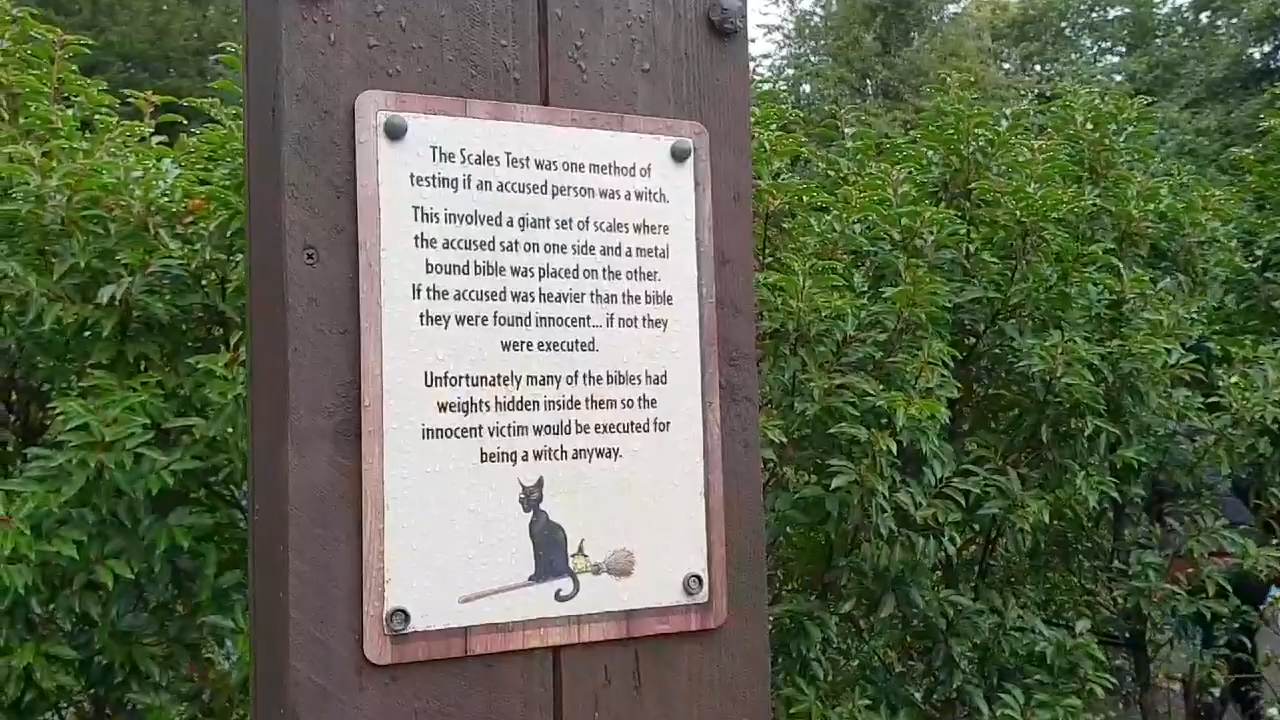 The Scales Test was one method of
testing if an accused person was a witch.
This involved a giant set of scales where
the accused sat on one side and a metal
bound bible was placed on the other.
If the accused was heavier than the bible
they were found innocent... if not they
were executed.
Unfortunately many of the bibles had
weights hidden inside them so the
innocent victim would be executed for
being a witch anyway.